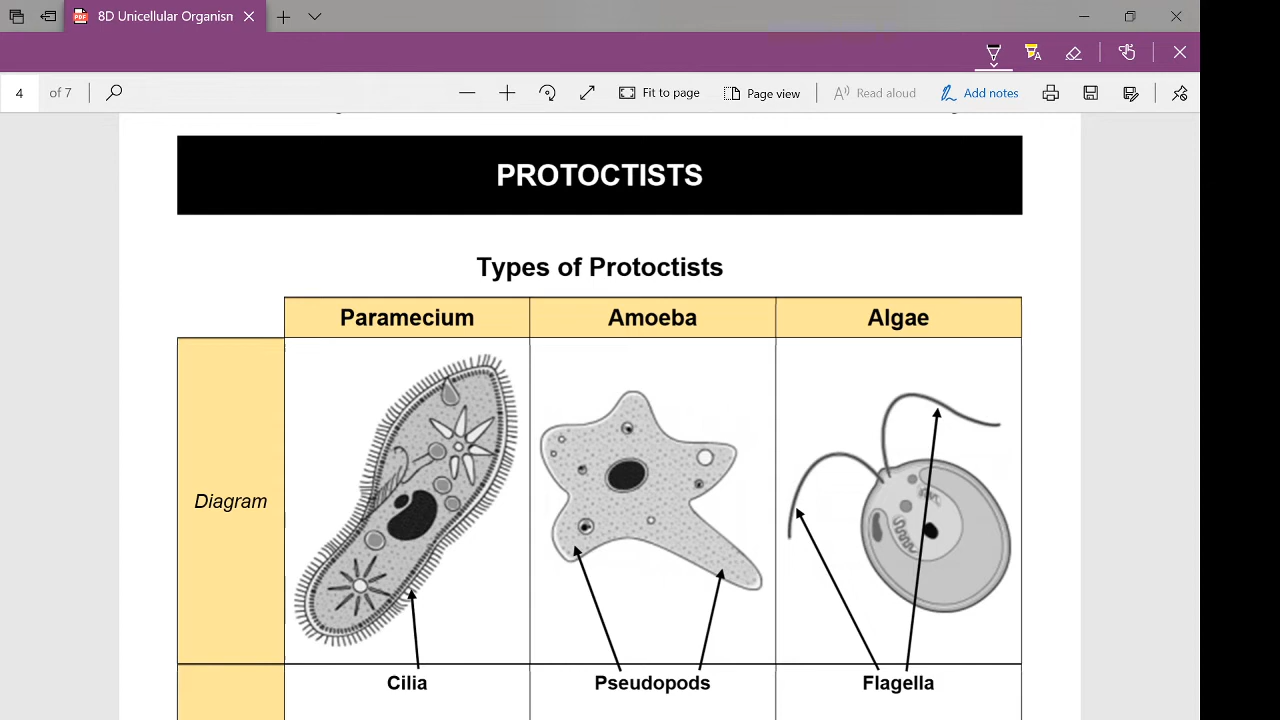 8D Unicellular Organism
4 of 7 Fit to page Page view Read aloud Add notes
PROTOCTISTS
Types of Protoctists
Paramecium Amoeba Algae
Diagram
Cilia Pseudopods Flagella